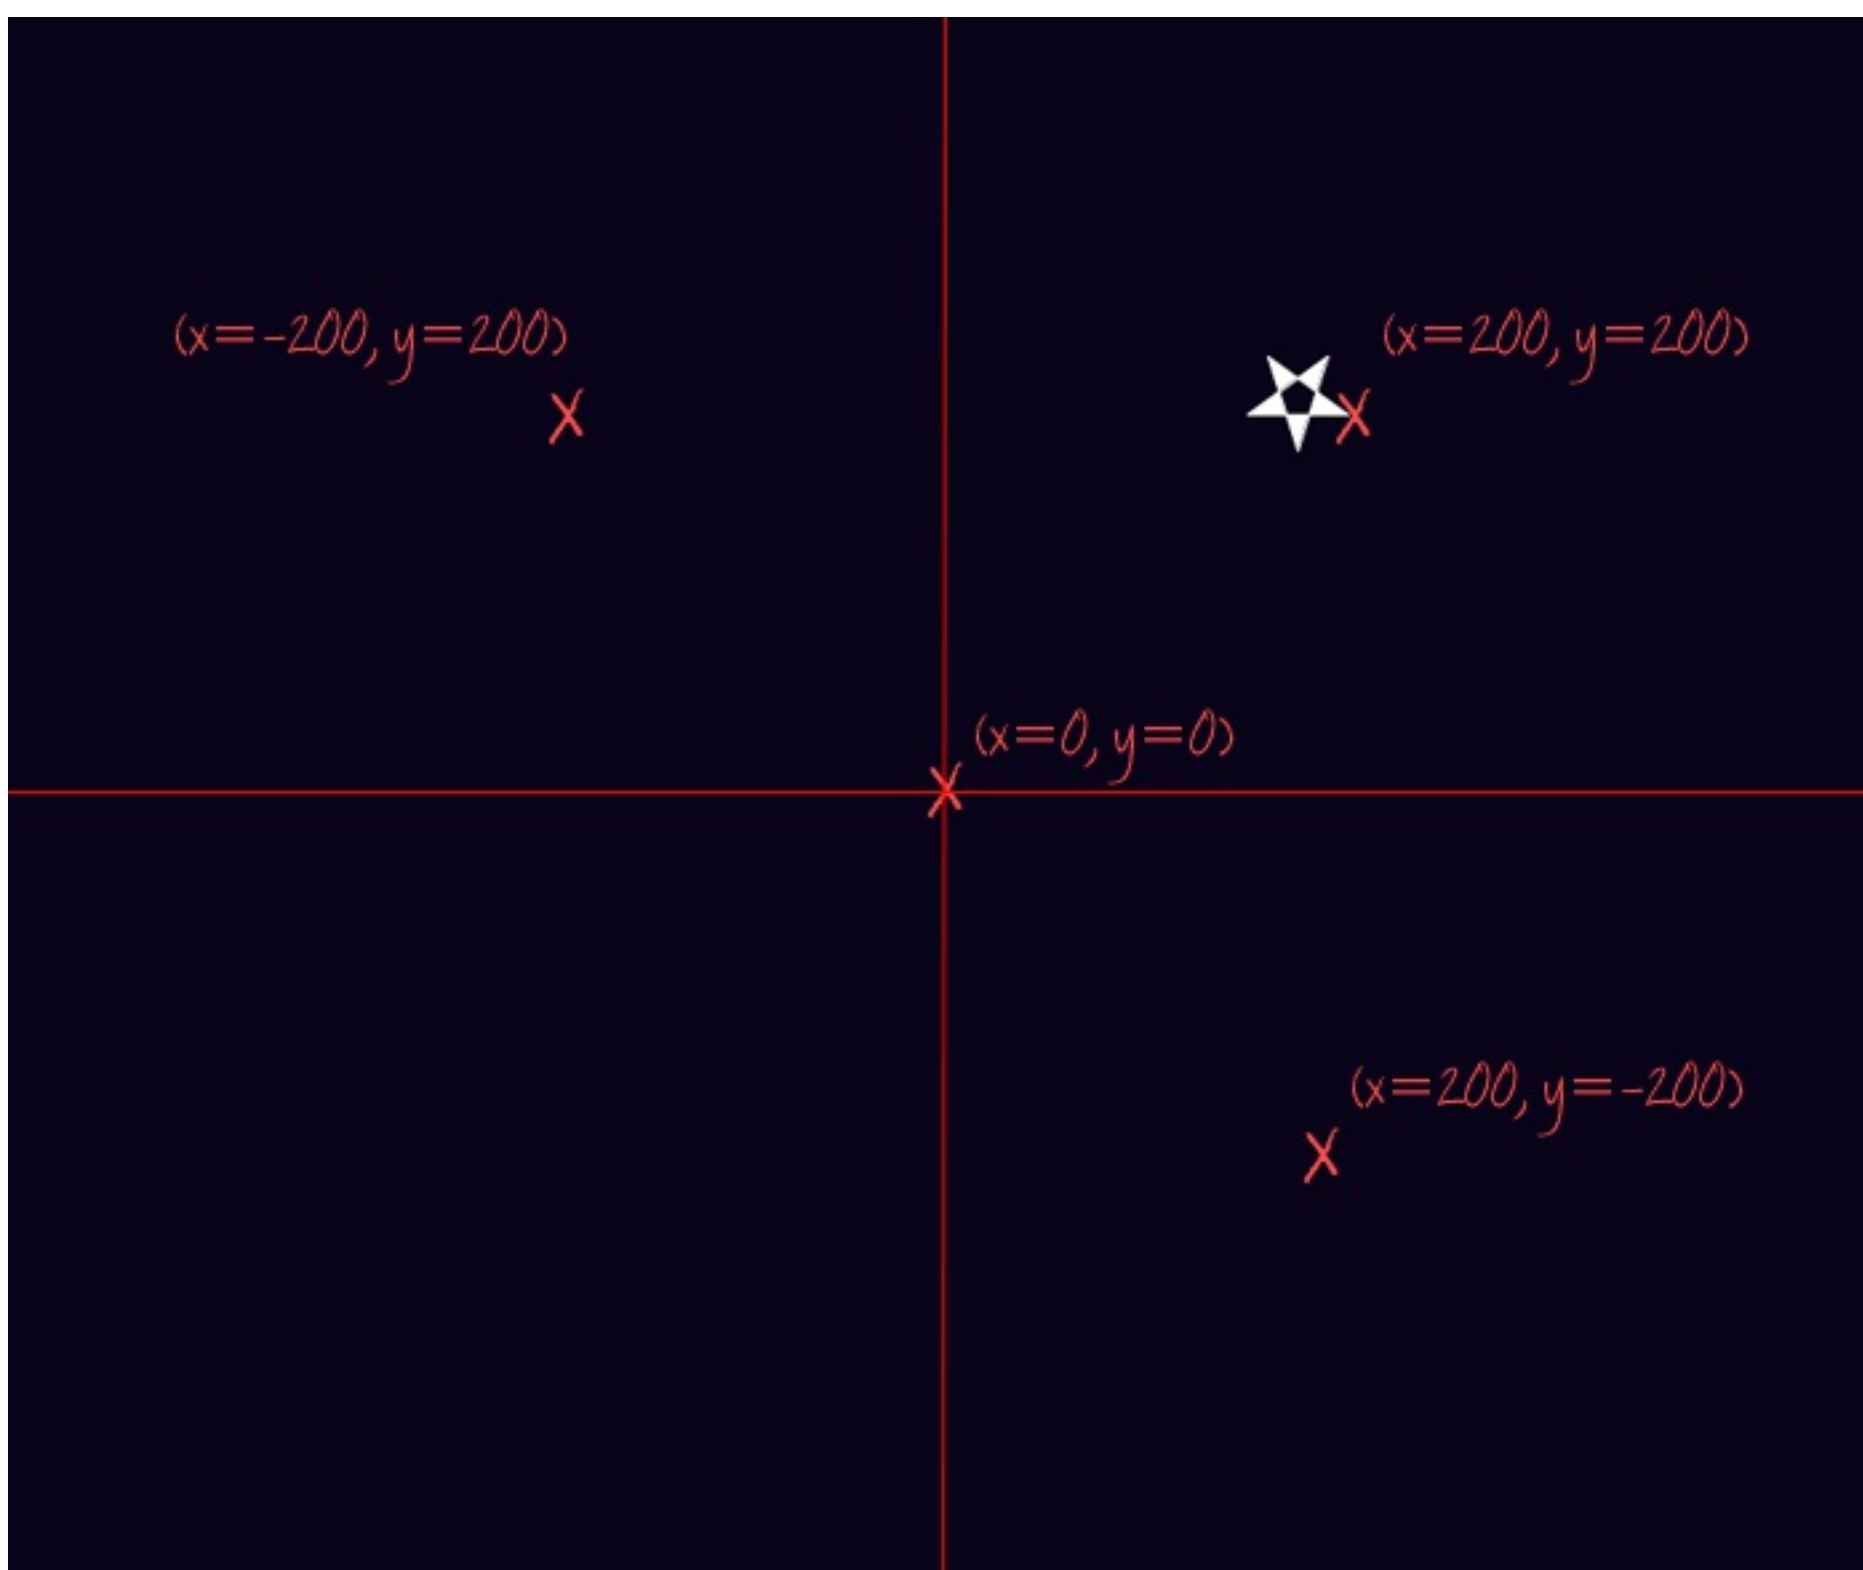 (x=-200, y=200)
(x=200, y=200)
X
X
(x=0, y=0)
X
(x=200, y=-200)
X